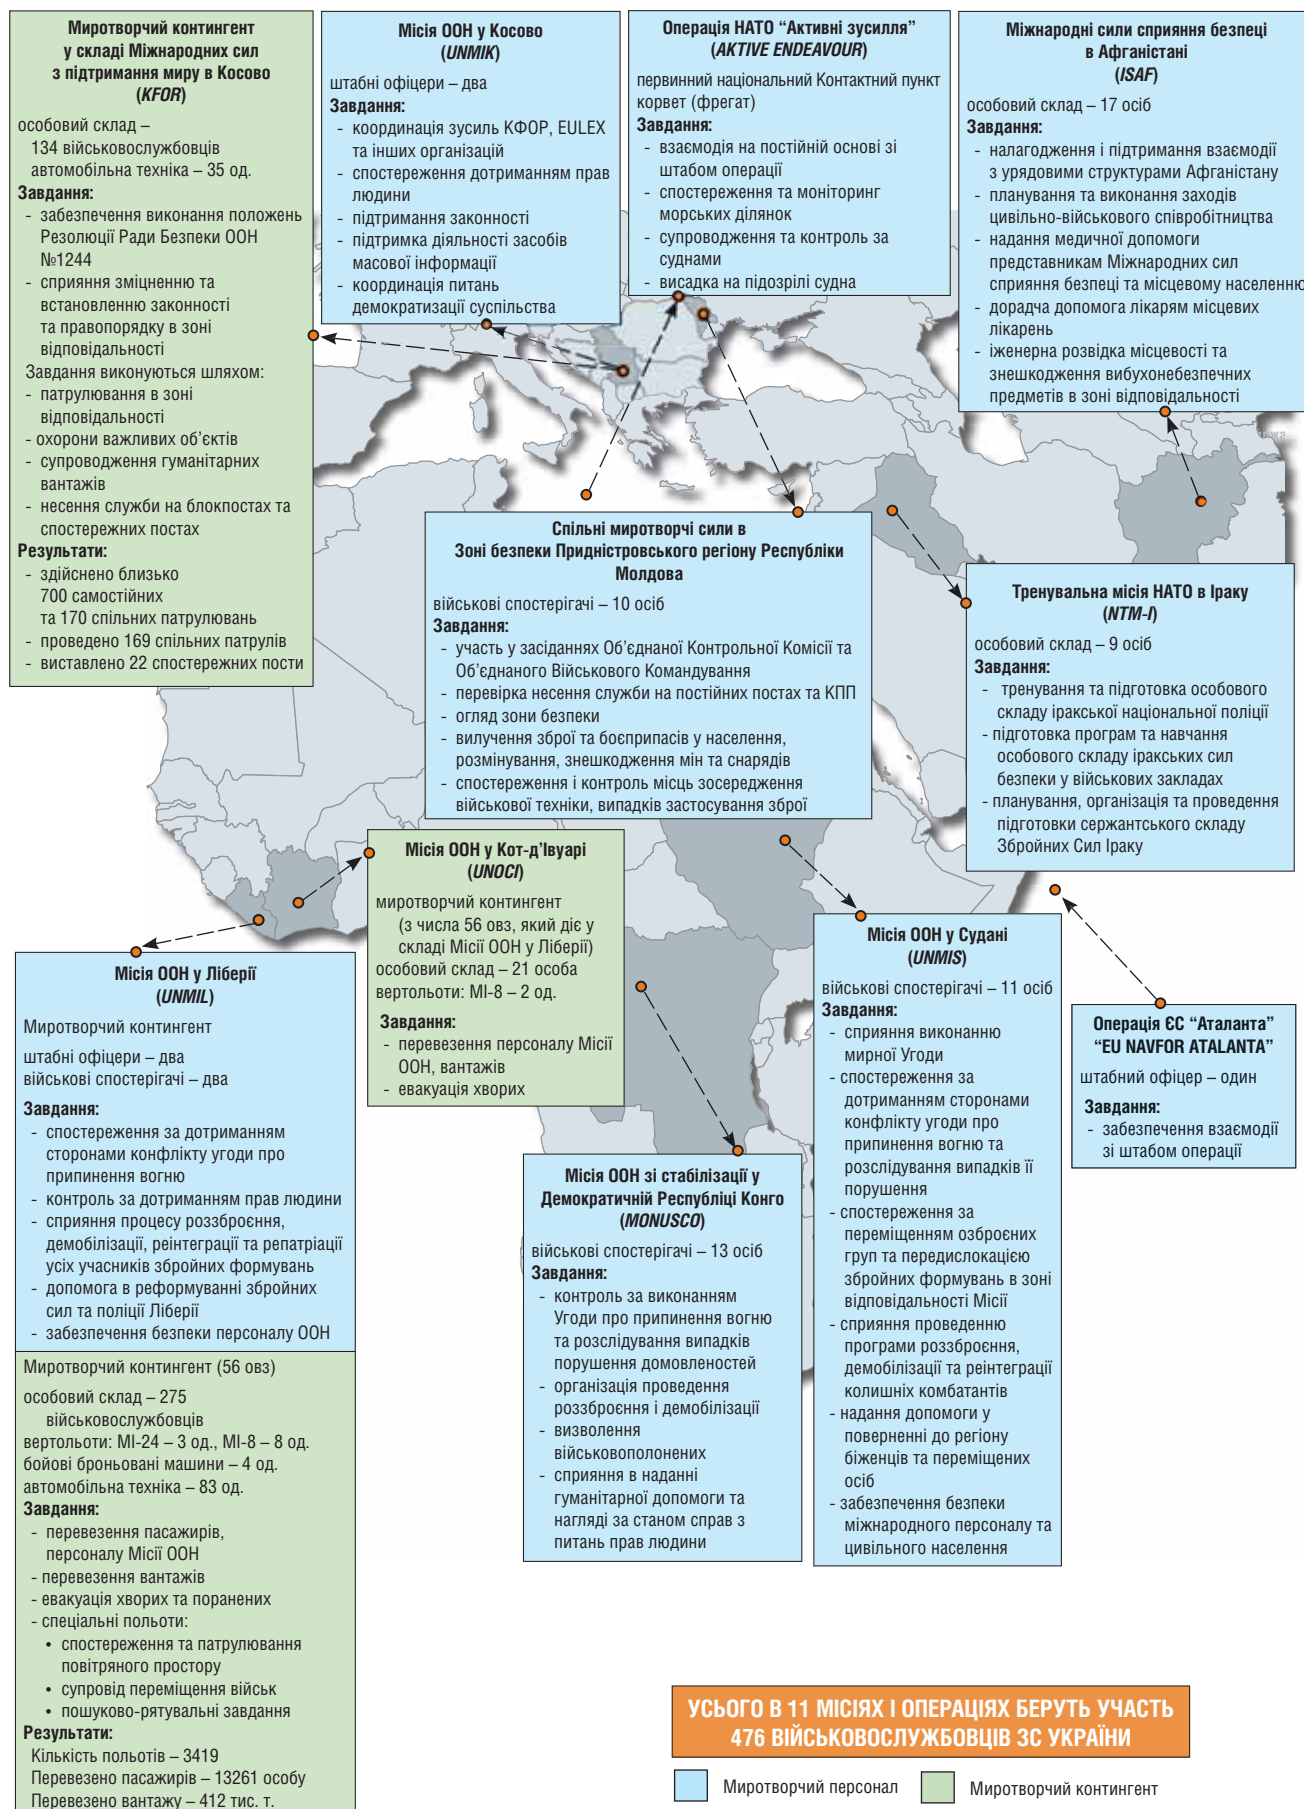 Миротворчий контингент
у складі Міжнародних сил
з підтримання миру в Косово
(KFOR)
особовий склад –
134 військовослужбовців
автомобільна техніка – 35 од.
Завдання:
- забезпечення виконання положень
Резолюції Ради Безпеки ООН
№1244
- сприяння зміцненню та
встановленню законності
та правопорядку в зоні
відповідальності
Завдання виконуються шляхом:
- патрулювання в зоні
відповідальності
- охорони важливих об’єктів
- супроводження гуманітарних
вантажів
- несення служби на блокпостах та
спостережних постах
Результати:
- здійснено близько
700 самостійних
та 170 спільних патрулювань
- проведено 169 спільних патрулів
- виставлено 22 спостережних пости
Місія ООН у Косово
(UNMIK)
штабні офіцери – два
Завдання:
- координація зусиль КФОР, EULEX
та інших організацій
- спостереження дотриманням прав
людини
- підтримання законності
- підтримка діяльності засобів
масової інформації
- координація питань
демократизації суспільства
Операція НАТО “Активні зусилля”
(AKTIVE ENDEAVOUR)
первинний національний Контактний пункт
корвет (фрегат)
Завдання:
- взаємодія на постійній основі зі
штабом операції
- спостереження та моніторинг
морських ділянок
- супроводження та контроль за
суднами
- висадка на підозрілі судна
Міжнародні сили сприяння безпеці
в Афганістані
(ISAF)
особовий склад – 17 осіб
Завдання:
- налагодження і підтримання взаємодії
з урядовими структурами Афганістану
- планування та виконання заходів
цивільно-військового співробітництва
- надання медичної допомоги
представникам Міжнародних сил
сприяння безпеці та місцевому населенню
- дорадча допомога лікарям місцевих
лікарень
- іженерна розвідка місцевості та
знешкодження вибухонебезпечних
предметів в зоні відповідальності
Спільні миротворчі сили в
Зоні безпеки Придністровського регіону Республіки
Молдова
військові спостерігачі – 10 осіб
Завдання:
- участь у засіданнях Об’єднаної Контрольної Комісії та
Об’єднаного Військового Командування
- перевірка несення служби на постійних постах та КПП
- огляд зони безпеки
- вилучення зброї та боєприпасів у населення,
розмінування, знешкодження мін та снарядів
- спостереження і контроль місць зосередження
військової техніки, випадків застосування зброї
Тренувальна місія НАТО в Іраку
(NTM-I)
особовий склад – 9 осіб
Завдання:
- тренування та підготовка особового
складу іракської національної поліції
- підготовка програм та навчання
особового складу іракських сил
безпеки у військових закладах
- планування, організація та проведення
підготовки сержантського складу
Збройних Сил Іраку
Місія ООН у Кот-д’Івуарі
(UNOCI)
миротворчий контингент
(з числа 56 овз, який діє у
складі Місії ООН у Ліберії)
особовий склад – 21 особа
вертольоти: МІ-8 – 2 од.
Завдання:
- перевезення персоналу Місії
ООН, вантажів
- евакуація хворих
Місія ООН у Ліберії
(UNMIL)
Миротворчий контингент
штабні офіцери – два
військові спостерігачі – два
Завдання:
- спостереження за дотриманням
сторонами конфлікту угоди про
припинення вогню
- контроль за дотриманням прав людини
- сприяння процесу роззброєння,
демобілізації, реінтеграції та репатріації
усіх учасників збройних формувань
- допомога в реформуванні збройних
сил та поліції Ліберії
- забезпечення безпеки персоналу ООН
Миротворчий контингент (56 овз)
особовий склад – 275
військовослужбовців
вертольоти: МІ-24 – 3 од., МІ-8 – 8 од.
бойові броньовані машини – 4 од.
автомобільна техніка – 83 од.
Завдання:
- перевезення пасажирів,
персоналу Місії ООН
- перевезення вантажів
- евакуація хворих та поранених
- спеціальні польоти:
• спостереження та патрулювання
повітряного простору
• супровід переміщення військ
• пошуково-рятувальні завдання
Результати:
Кількість польотів – 3419
Перевезено пасажирів – 13261 особу
Перевезено вантажу – 412 тис. т.
Місія ООН зі стабілізації у
Демократичній Республіці Конго
(MONUSCO)
військові спостерігачі – 13 осіб
Завдання:
- контроль за виконанням
Угоди про припинення вогню
та розслідування випадків
порушення домовленостей
- організація проведення
роззброєння і демобілізації
- визволення
військовополонених
- сприяння в наданні
гуманітарної допомоги та
нагляді за станом справ з
питань прав людини
Місія ООН у Судані
(UNMIS)
військові спостерігачі – 11 осіб
Завдання:
- сприяння виконанню
мирної Угоди
- спостереження за
дотриманням сторонами
конфлікту угоди про
припинення вогню та
розслідування випадків її
порушення
- спостереження за
переміщенням озброєних
груп та передислокацією
збройних формувань в зоні
відповідальності Місії
- сприяння проведенню
програми роззброєння,
демобілізації та реінтеграції
колишніх комбатантів
- надання допомоги у
поверненні до регіону
біженців та переміщених
осіб
- забезпечення безпеки
міжнародного персоналу та
цивільного населення
Операція ЄС “Аталанта”
“EU NAVFOR ATALANTA”
штабний офіцер – один
Завдання:
- забезпечення взаємодії
зі штабом операції
УСЬОГО В 11 МІСІЯХ І ОПЕРАЦІЯХ БЕРУТЬ УЧАСТЬ
476 ВІЙСЬКОВОСЛУЖБОВЦІВ ЗС УКРАЇНИ
Миротворчий персонал
Миротворчий контингент